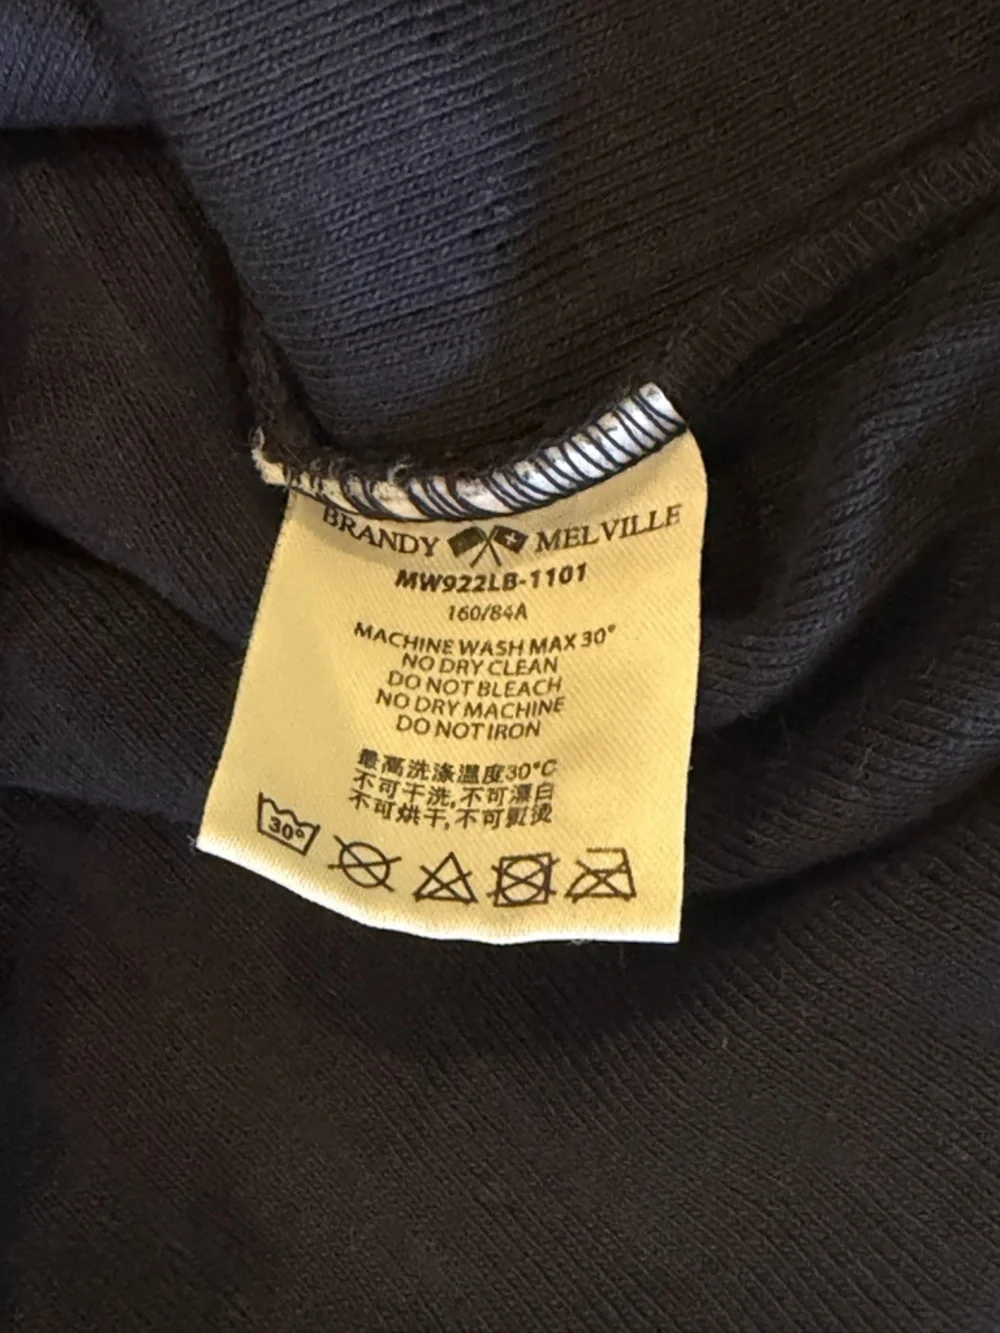 BRANDY MELVILLE
MW922LB-1101
160/84A
MACHINE WASH MAX 30°
NO DRY CLEAN
DO NOT BLEACH
NO DRY MACHINE
DO NOT IRON
最高洗涤溫度30°C
不可干洗,不可漂白
不可烘干,不可熨烫
30°